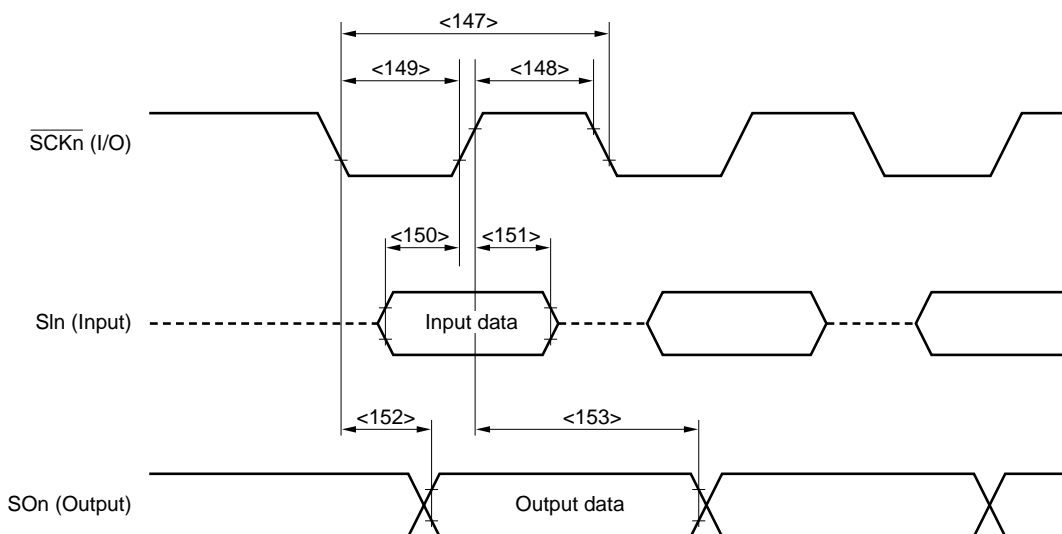 <147>
<149>
<148>
SCKn (I/O)
<150>
<151>
SIn (Input)
Input data
<152>
<153>
SOn (Output)
Output data